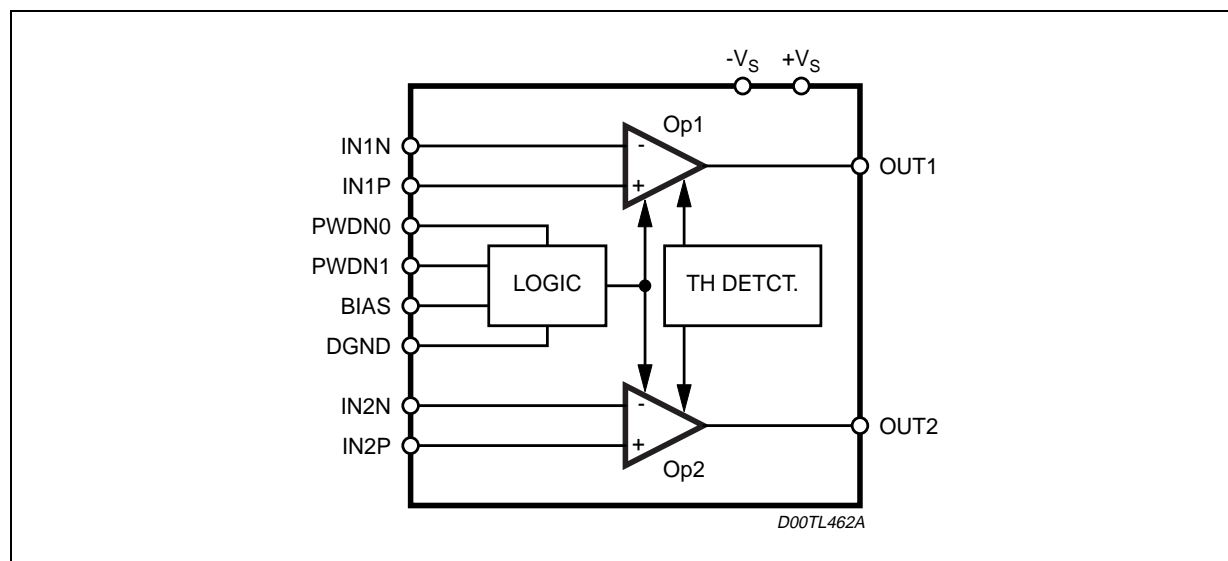 -VS +VS
Op1
IN1N
-
OUT1
IN1P
+
PWDN0
PWDN1
LOGIC
TH DETCT.
BIAS
DGND
IN2N
-
OUT2
IN2P
+
Op2
D00TL462A